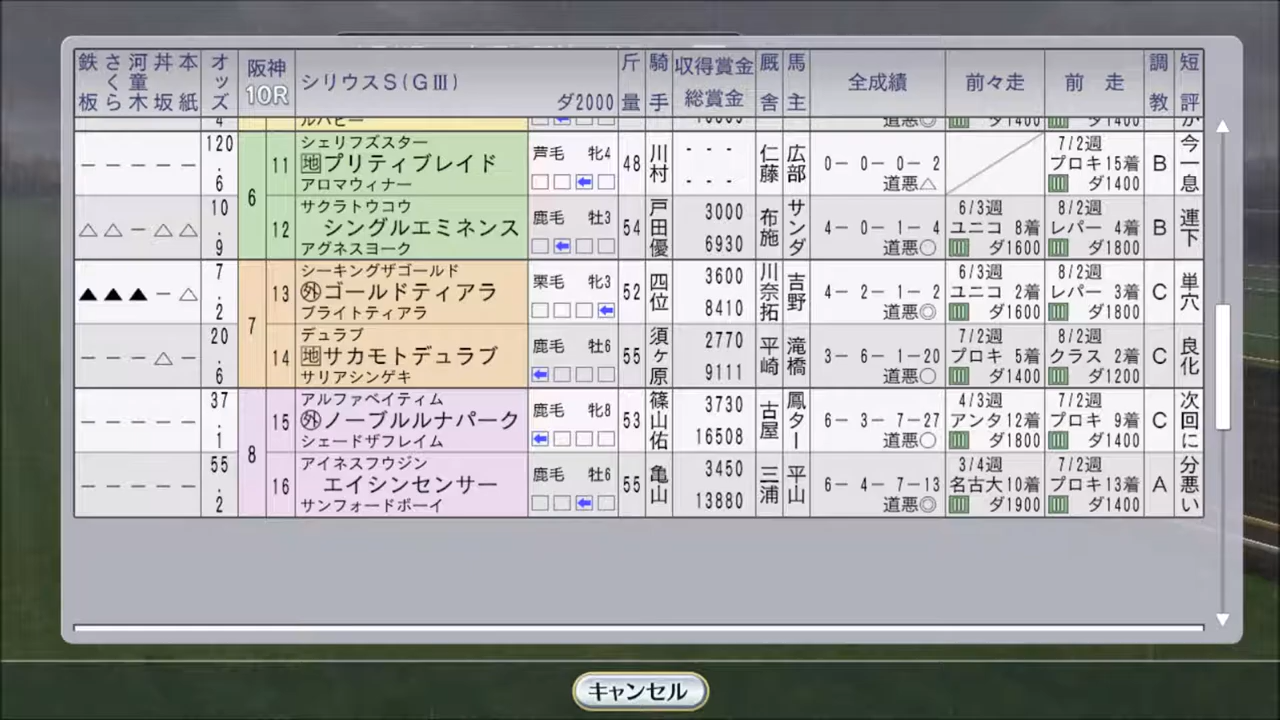 鉄板 さくら 河童木 丼坂 本紙 オッズ 阪神 10R シリウスS(GⅢ) ダ2000 斤量 騎手 収得賞金 総賞金 厩舎 馬主 全成績 前々走 前 走 調教 短評
道悪◎ ダ1400 ダ1400
－ － － － － 120.6 6 11 シェリフズスター 芦毛 牝4 48 川村 - - - 仁藤 広部 0－ 0－ 0－ 2 7/2週 B 今一息
地プリティブレイド - - - 道悪△ プロキ15着
アロマウィナー ダ1400
△ △ － △ △ 10.9 12 サクラトウコウ 鹿毛 牡3 54 戸田優 3000 布施 サンダ 4－ 0－ 1－ 4 6/3週 8/2週 B 連下
シングルエミネンス 6930 道悪◎ ユニコ 8着 レパー 4着
アグネスヨーク ダ1600 ダ1800
▲ ▲ ▲ － △ 7.2 7 13 シーキングザゴールド 栗毛 牝3 52 四位 3600 川奈拓 吉野 4－ 2－ 1－ 2 6/3週 8/2週 C 単穴
外ゴールドティアラ 8410 道悪◎ ユニコ 2着 レパー 3着
ブライトティアラ ダ1600 ダ1800
－ － － △ － 20.6 14 デュラブ 鹿毛 牡6 55 須ヶ原 2770 平崎 滝橋 3－ 6－ 1－20 7/2週 8/2週 C 良化
地サカモトデュラブ 9111 道悪○ プロキ 5着 クラス 2着
サリアシンゲキ ダ1400 ダ1200
－ － － － － 37.1 8 15 アルファベイティム 鹿毛 牝8 53 篠山佑 3730 古屋 鳳ター 6－ 3－ 7－27 4/3週 7/2週 C 次回に
外ノーブルルナパーク 16508 道悪○ アンタ12着 プロキ 9着
シェードザフレイム ダ1800 ダ1400
－ － － － － 55.2 16 アイネスフウジン 鹿毛 牡6 55 亀山 3450 三浦 平山 6－ 4－ 7－13 3/4週 7/2週 A 分悪い
エイシンセンサー 13880 道悪◎ 名古大10着 プロキ13着
サンフォードボーイ ダ1900 ダ1400
キャンセル